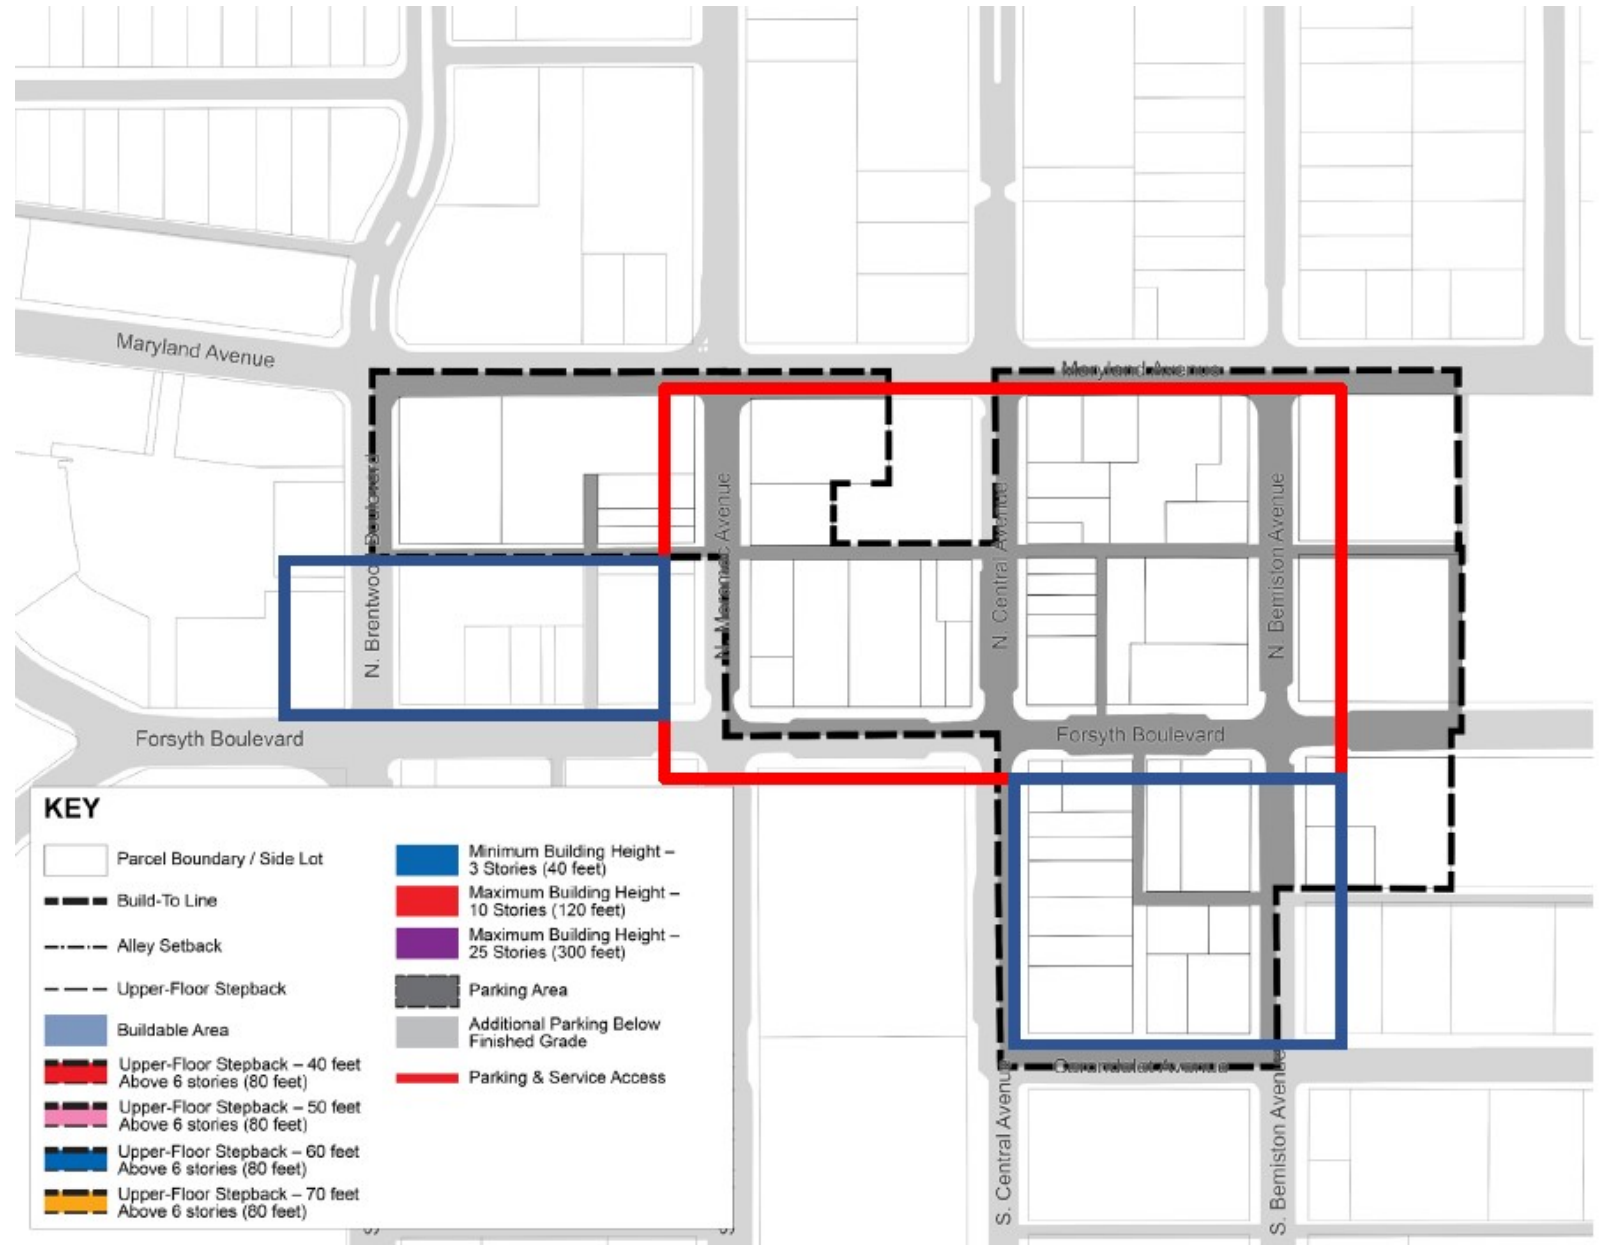 Maryland Avenue
Maryland Avenue
N. Brentwood Boulevard
N. Meramec Avenue
N. Central Avenue
N. Bemiston Avenue
Forsyth Boulevard
Forsyth Boulevard
KEY
Parcel Boundary / Side Lot
Build-To Line
Alley Setback
Upper-Floor Stepback
Buildable Area
Upper-Floor Stepback – 40 feet
Above 6 stories (80 feet)
Upper-Floor Stepback – 50 feet
Above 6 stories (80 feet)
Upper-Floor Stepback – 60 feet
Above 6 stories (80 feet)
Upper-Floor Stepback – 70 feet
Above 6 stories (80 feet)
Minimum Building Height –
3 Stories (40 feet)
Maximum Building Height –
10 Stories (120 feet)
Maximum Building Height –
25 Stories (300 feet)
Parking Area
Additional Parking Below
Finished Grade
Parking & Service Access
Carondelet Avenue
S. Central Avenue
S. Bemiston Avenue
S
S